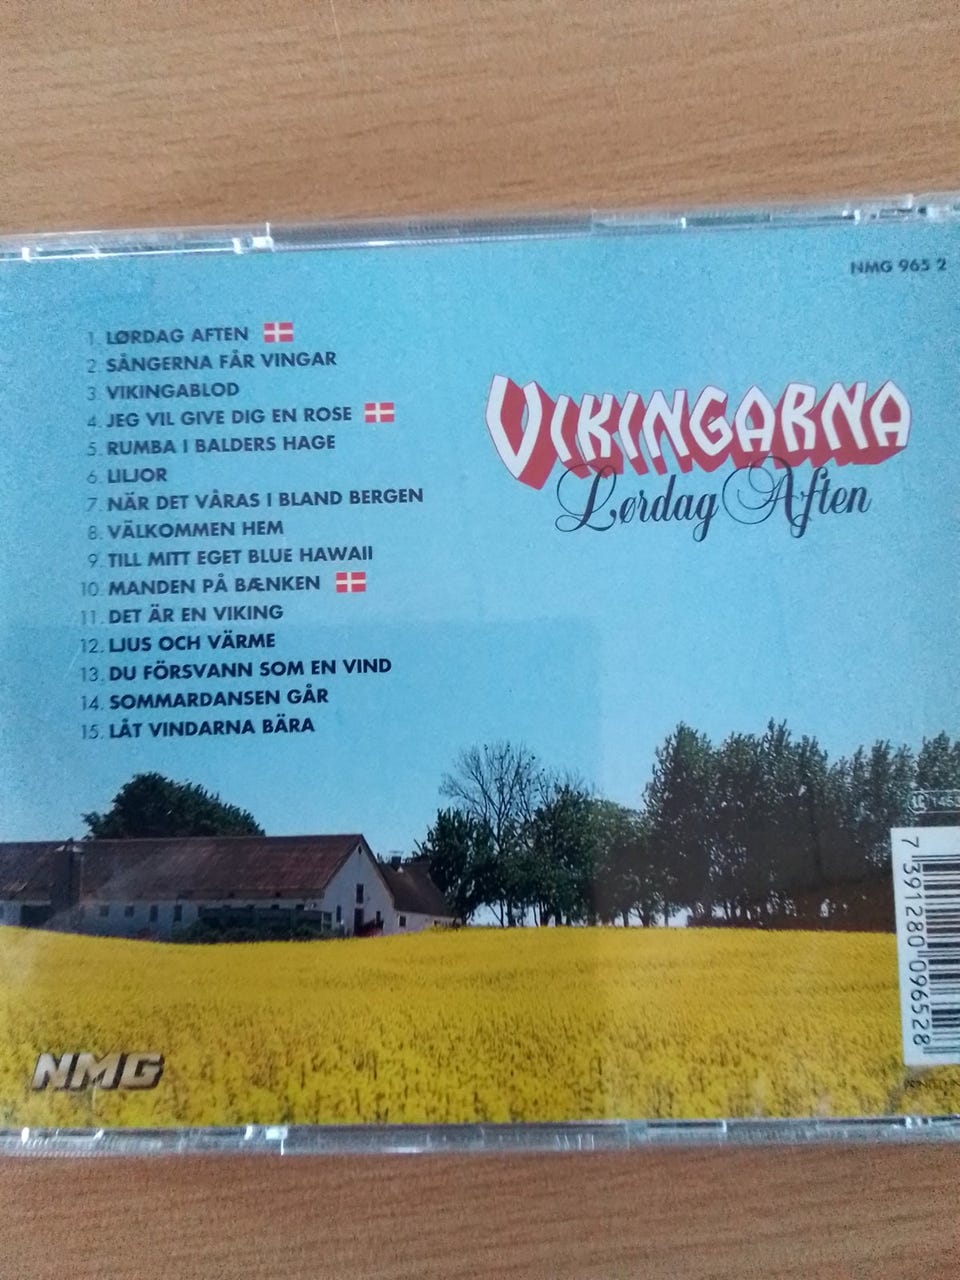 NMG 965 2
1. LØRDAG AFTEN
2. SÅNGERNA FÅR VINGAR
3. VIKINGABLOD
4. JEG VIL GIVE DIG EN ROSE
5. RUMBA I BALDERS HAGE
6. LILJOR
7. NÄR DET VÅRAS I BLAND BERGEN
8. VÄLKOMMEN HEM
9. TILL MITT EGET BLUE HAWAII
10. MANDEN PÅ BÆNKEN
11. DET ÄR EN VIKING
12. LJUS OCH VÄRME
13. DU FÖRSVANN SOM EN VIND
14. SOMMARDANSEN GÅR
15. LÅT VINDARNA BÄRA
VIKINGARNA
Lørdag Aften
7 391280 096528
NMG